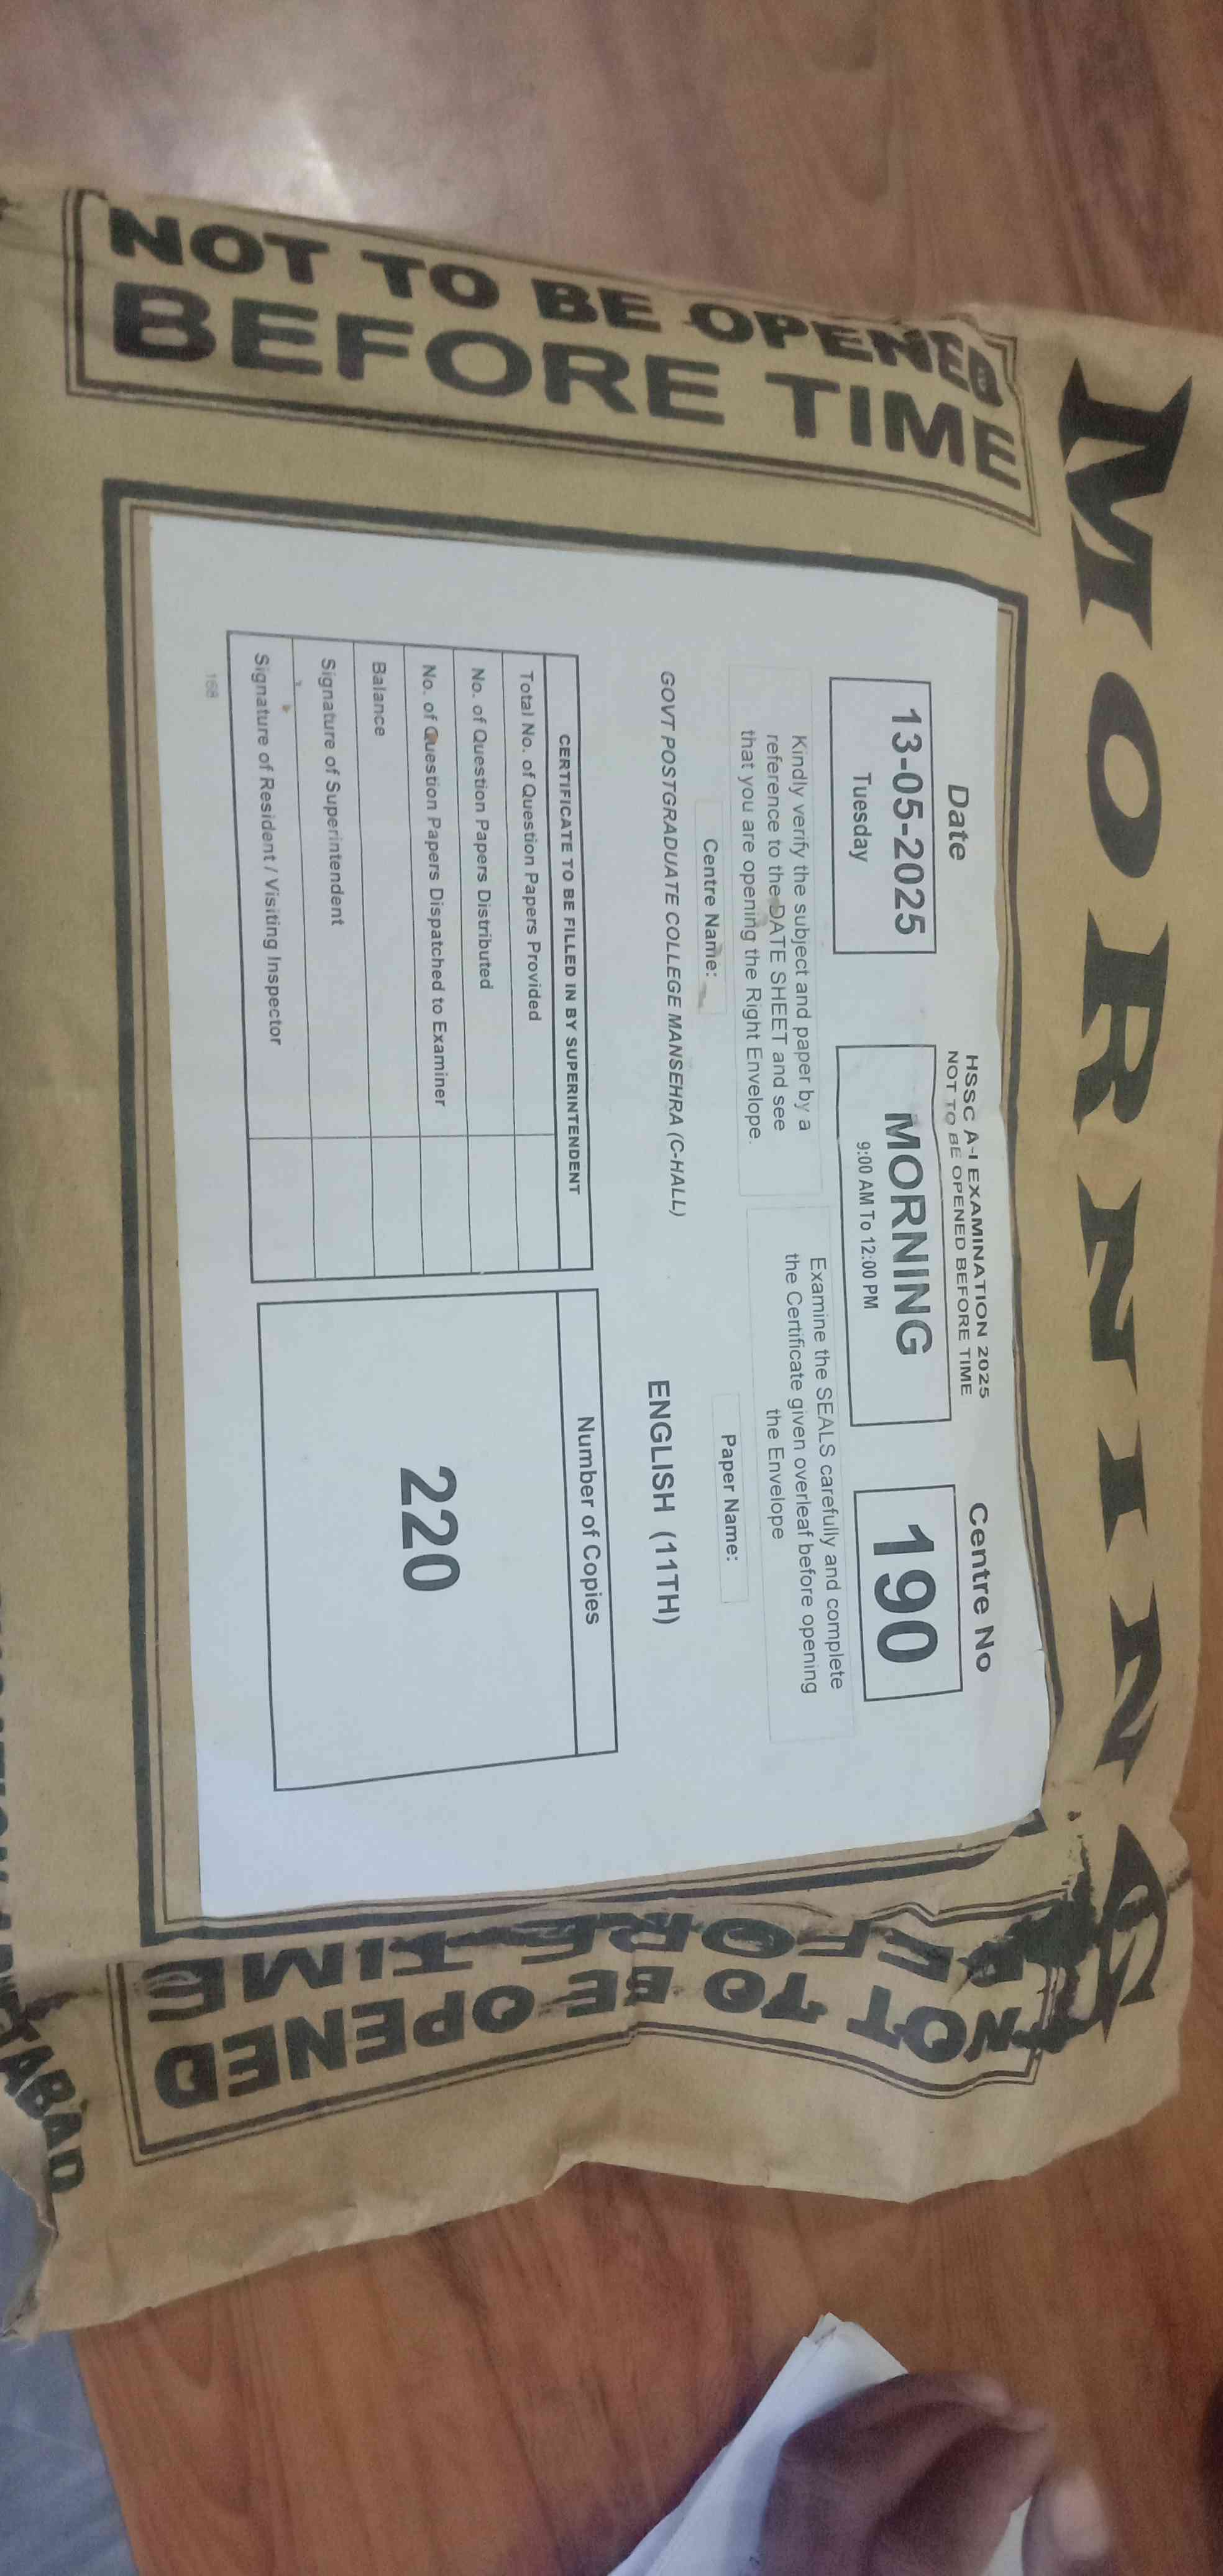 MORNING
NOT TO BE OPENED
BEFORE TIME
HSSC A-I EXAMINATION 2025
NOT TO BE OPENED BEFORE TIME
Date
13-05-2025
Tuesday
MORNING
9:00 AM To 12:00 PM
Centre No
190
Kindly verify the subject and paper by a
reference to the DATE SHEET and see
that you are opening the Right Envelope.
Examine the SEALS carefully and complete
the Certificate given overleaf before opening
the Envelope
Centre Name:
GOVT POSTGRADUATE COLLEGE MANSEHRA (C-HALL)
Paper Name:
ENGLISH (11TH)
CERTIFICATE TO BE FILLED IN BY SUPERINTENDENT
Total No. of Question Papers Provided
No. of Question Papers Distributed
No. of Question Papers Dispatched to Examiner
Balance
Signature of Superintendent
Signature of Resident / Visiting Inspector
Number of Copies
220
168
NOT TO BE OPENED
BEFORE TIME